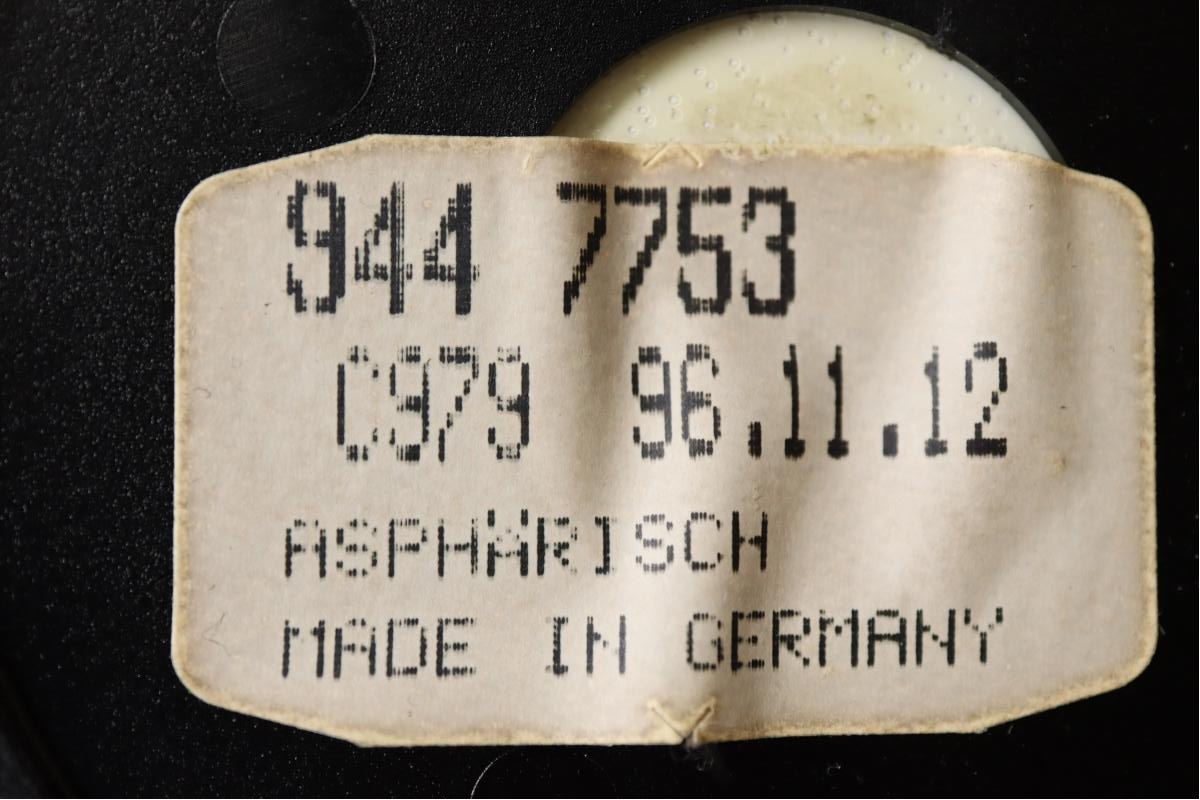 944 7753
C979 96.11.12
ASPHÄRISCH
MADE IN GERMANY